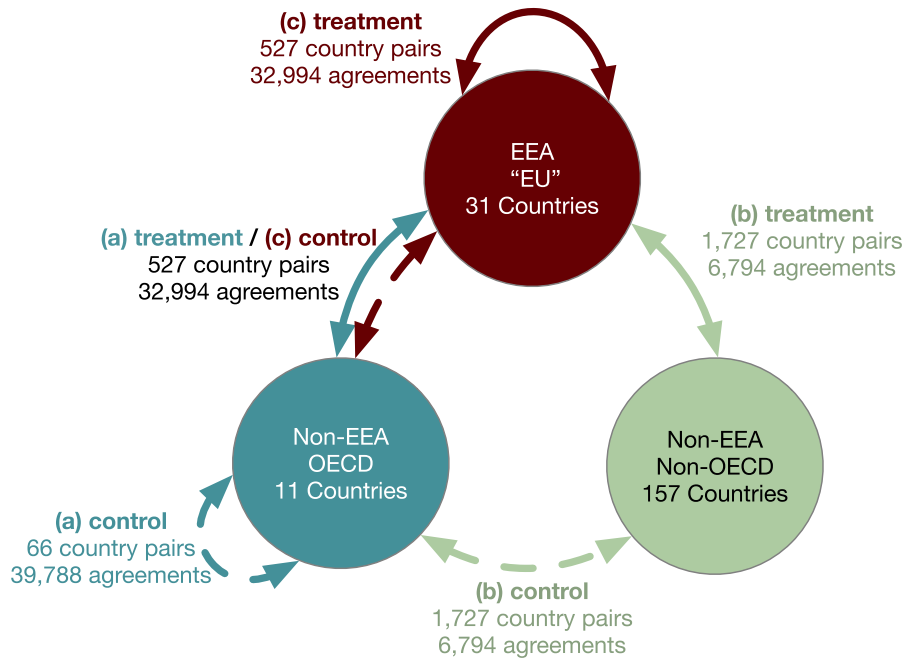 (c) treatment
527 country pairs
32,994 agreements
EEA
“EU”
31 Countries
(b) treatment
1,727 country pairs
6,794 agreements
(a) treatment / (c) control
527 country pairs
32,994 agreements
Non-EEA
OECD
11 Countries
Non-EEA
Non-OECD
157 Countries
(a) control
66 country pairs
39,788 agreements
(b) control
1,727 country pairs
6,794 agreements